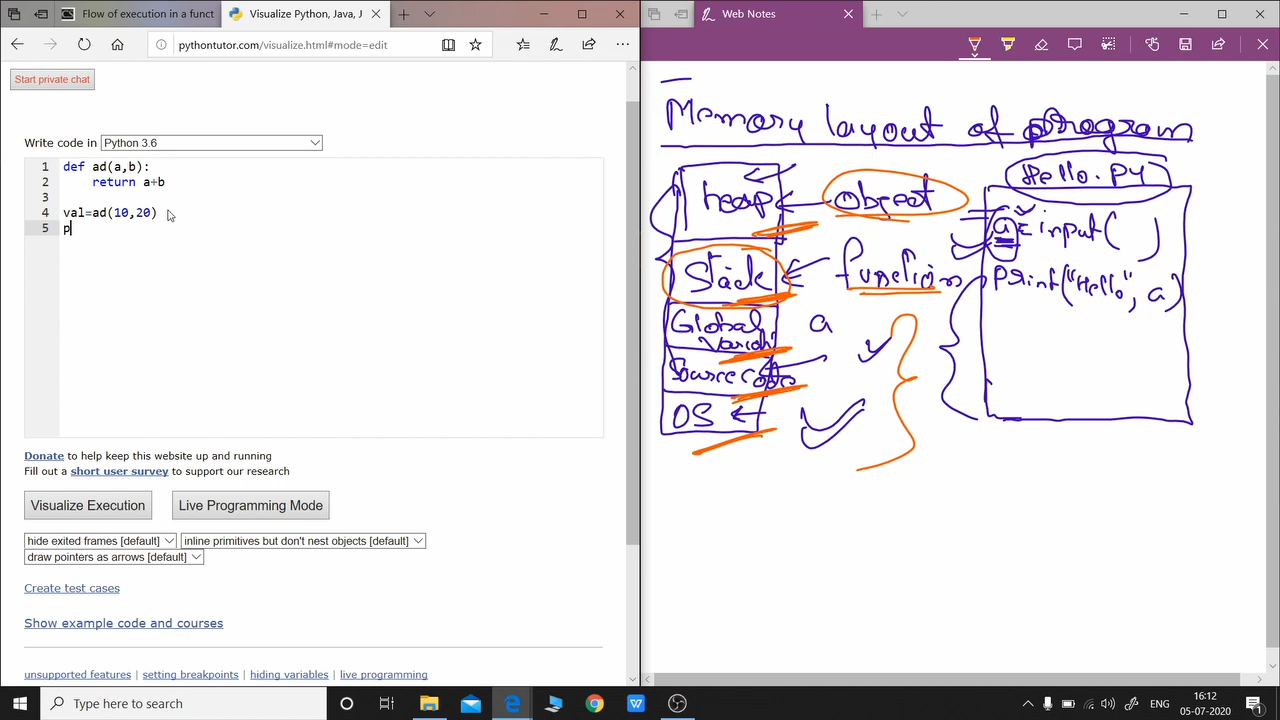 Flow of execution in a funct
Visualize Python, Java, J
pythontutor.com/visualize.html#mode=edit
Start private chat
Write code in Python 3.6
1 def ad(a,b):
2 return a+b
3
4 val=ad(10,20)
5 p
Donate to help keep this website up and running
Fill out a short user survey to support our research
Visualize Execution Live Programming Mode
hide exited frames [default] inline primitives but don't nest objects [default]
draw pointers as arrows [default]
Create test cases
Show example code and courses
unsupported features | setting breakpoints | hiding variables | live programming
Web Notes
Memory layout of program
heap object
Stack function
Global Variabl a
Source code
OS
Hello.PY
a = input( )
print("Hello", a)
Type here to search
ENG
16:12
05-07-2020
1